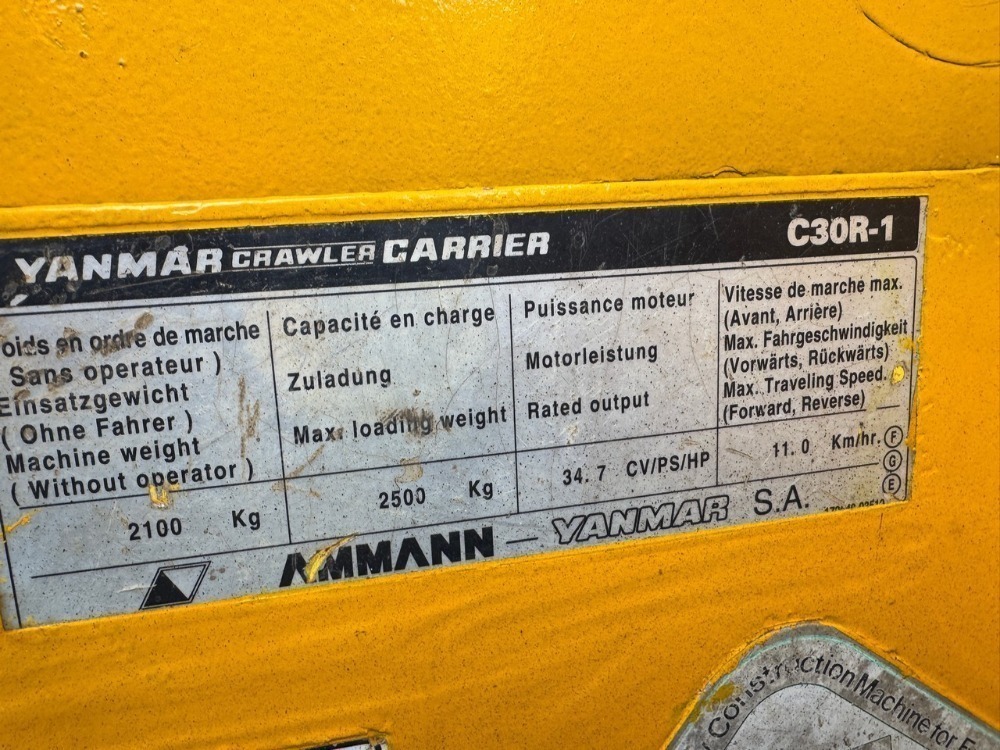 YANMAR CRAWLER CARRIER C30R-1
oids en ordre de marche
Sans operateur )
Einsatzgewicht
( Ohne Fahrer )
Machine weight
( Without operator )
2100 Kg
Capacité en charge
Zuladung
Max. loading weight
2500 Kg
Puissance moteur
Motorleistung
Rated output
34.7 CV/PS/HP
Vitesse de marche max.
(Avant, Arrière)
Max. Fahrgeschwindigkeit
(Vorwärts, Rückwärts)
Max. Traveling Speed.
(Forward, Reverse)
11.0 Km/hr.
F
G
E
AMMANN – YANMAR S.A.
Construction Machine for